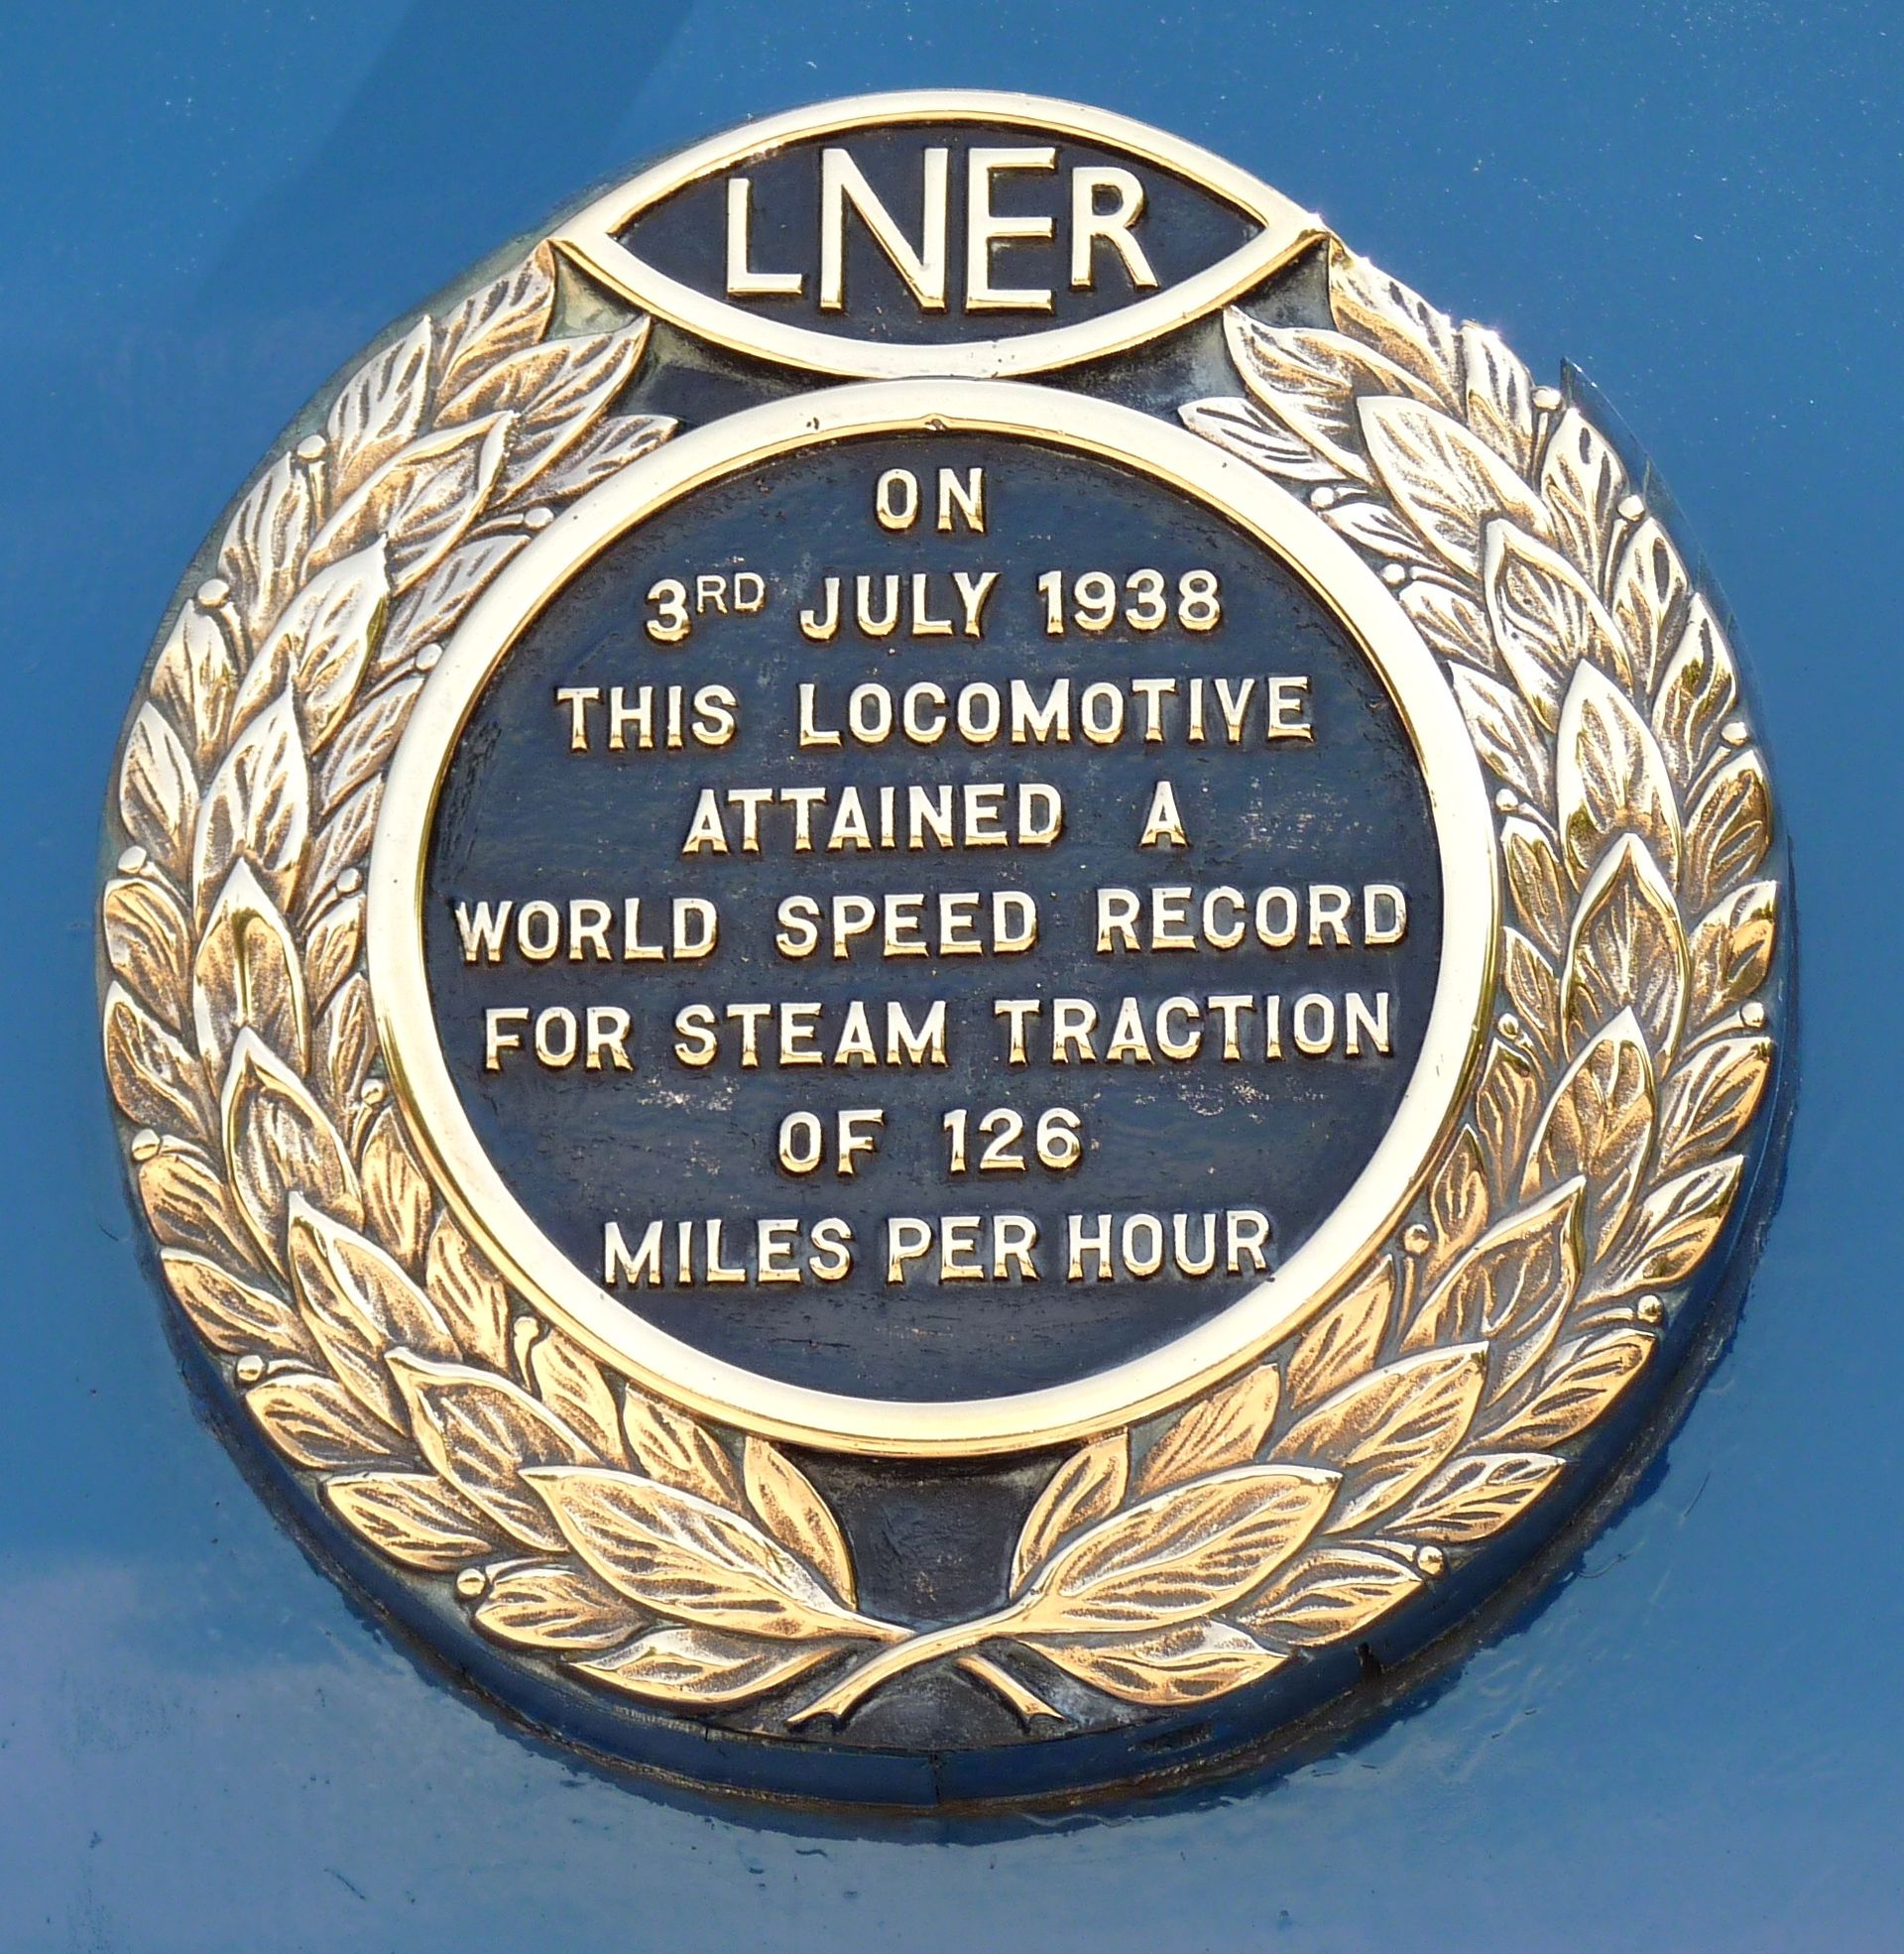 LNER
ON
3RD JULY 1938
THIS LOCOMOTIVE
ATTAINED A
WORLD SPEED RECORD
FOR STEAM TRACTION
OF 126
MILES PER HOUR